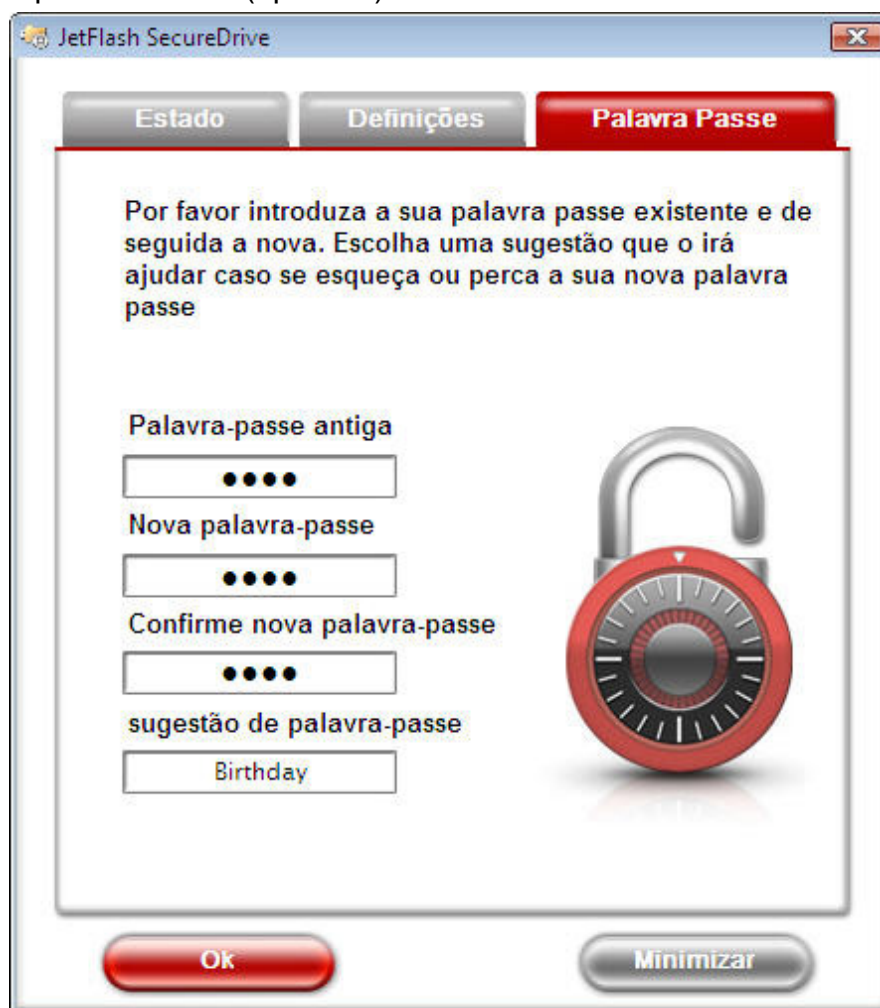 JetFlash SecureDrive
Estado
Definições
Palavra Passe
Por favor introduza a sua palavra passe existente e de
seguida a nova. Escolha uma sugestão que o irá
ajudar caso se esqueça ou perca a sua nova palavra
passe
Palavra-passe antiga
••••
Nova palavra-passe
••••
Confirme nova palavra-passe
••••
sugestão de palavra-passe
Birthday
Ok
Minimizar